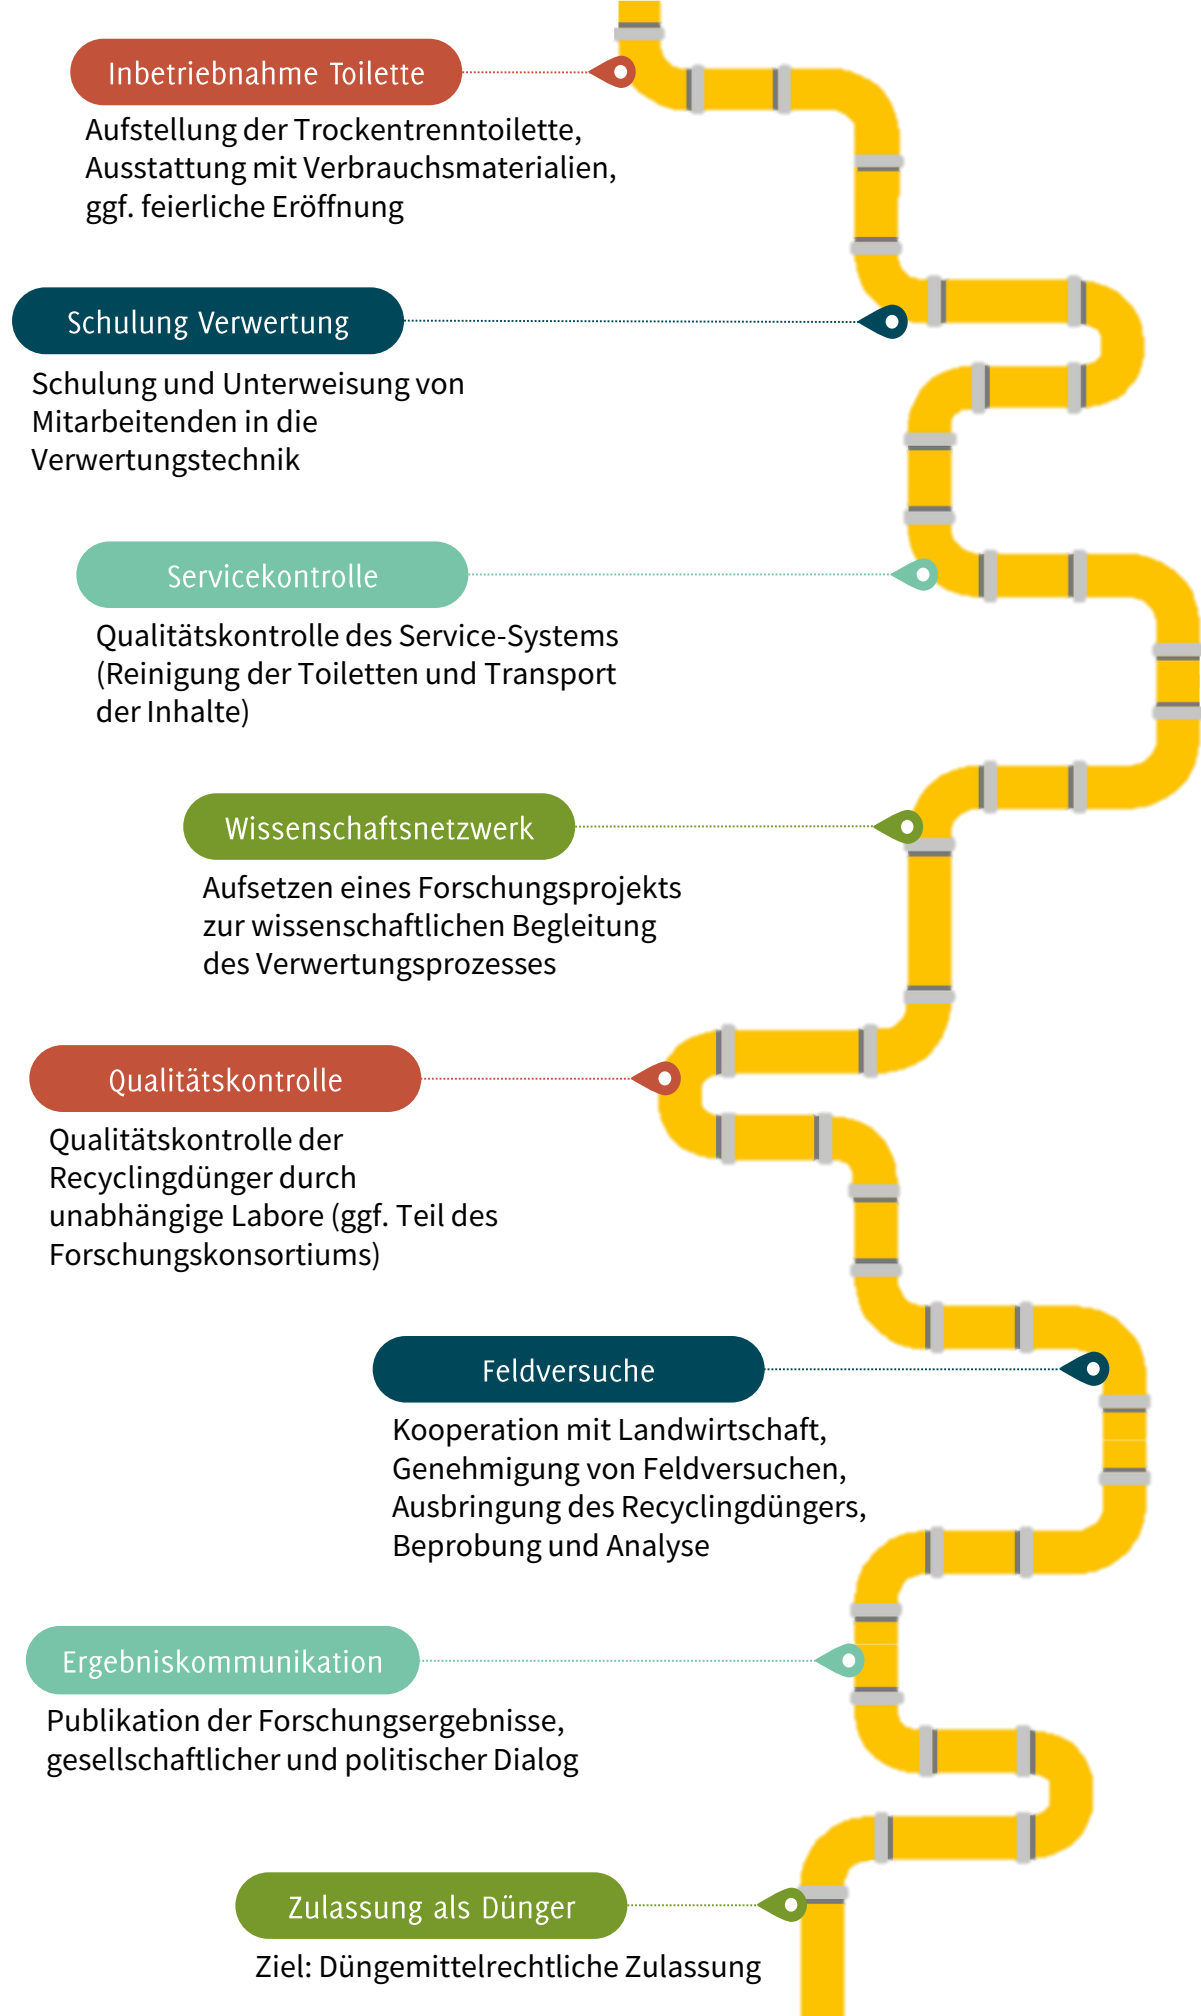 Inbetriebnahme Toilette
Aufstellung der Trockentrenntoilette,
Ausstattung mit Verbrauchsmaterialien,
ggf. feierliche Eröffnung
Schulung Verwertung
Schulung und Unterweisung von
Mitarbeitenden in die
Verwertungstechnik
Servicekontrolle
Qualitätskontrolle des Service-Systems
(Reinigung der Toiletten und Transport
der Inhalte)
Wissenschaftsnetzwerk
Aufsetzen eines Forschungsprojekts
zur wissenschaftlichen Begleitung
des Verwertungsprozesses
Qualitätskontrolle
Qualitätskontrolle der
Recyclingdünger durch
unabhängige Labore (ggf. Teil des
Forschungskonsortiums)
Feldversuche
Kooperation mit Landwirtschaft,
Genehmigung von Feldversuchen,
Ausbringung des Recyclingdüngers,
Beprobung und Analyse
Ergebniskommunikation
Publikation der Forschungsergebnisse,
gesellschaftlicher und politischer Dialog
Zulassung als Dünger
Ziel: Düngemittelrechtliche Zulassung